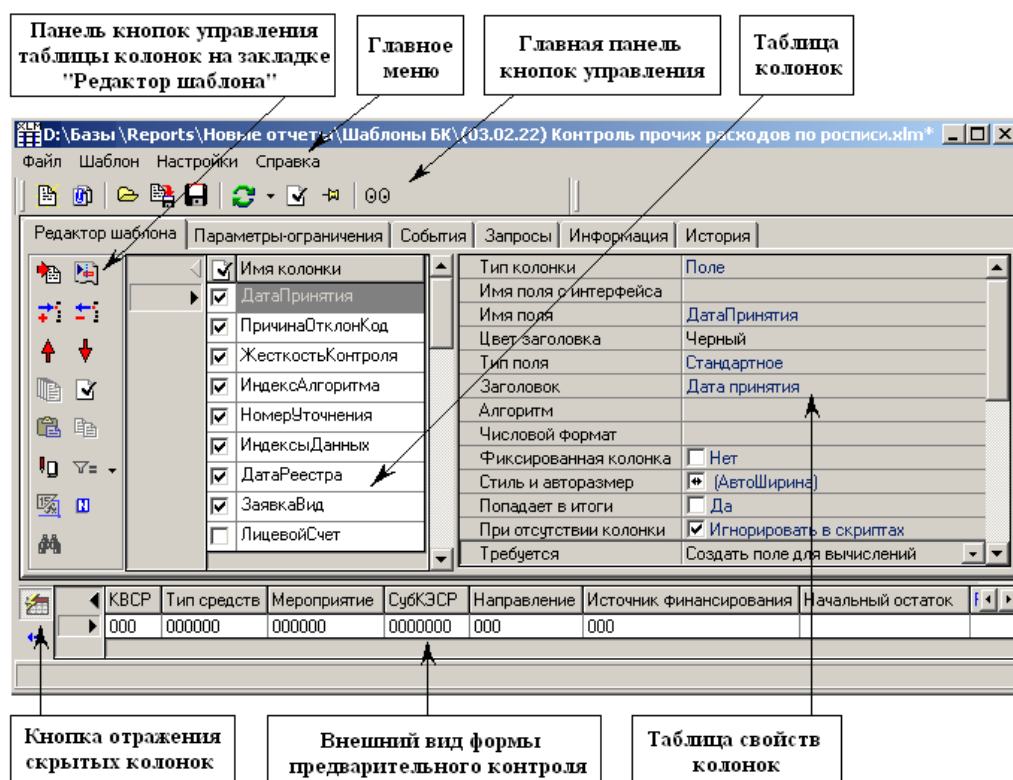 Панель кнопок управления
таблицы колонок на закладке
"Редактор шаблона"
Главное
меню
Главная панель
кнопок управления
Таблица
колонок
XLM D:\Базы \Reports\Новые отчеты\Шаблоны БК\(03.02.22) Контроль прочих расходов по росписи.xlm*
Файл Шаблон Настройки Справка
Редактор шаблона Параметры-ограничения События Запросы Информация История
Имя колонки
ДатаПринятия
ПричинаОтклонКод
ЖесткостьКонтроля
ИндексАлгоритма
НомерУточнения
ИндексыДанных
ДатаРеестра
ЗаявкаВид
ЛицевойСчет
Тип колонки Поле
Имя поля с интерфейса
Имя поля ДатаПринятия
Цвет заголовка Черный
Тип поля Стандартное
Заголовок Дата принятия
Алгоритм
Числовой формат
Фиксированная колонка Нет
Стиль и авторазмер (АвтоШирина)
Попадает в итоги Да
При отсутствии колонки Игнорировать в скриптах
Требуется Создать поле для вычислений
КВСР Тип средств Мероприятие СубКЭСР Направление Источник финансирования Начальный остаток
000 000000 000000 0000000 000 000
Кнопка отражения
скрытых колонок
Внешний вид формы
предварительного контроля
Таблица свойств
колонок